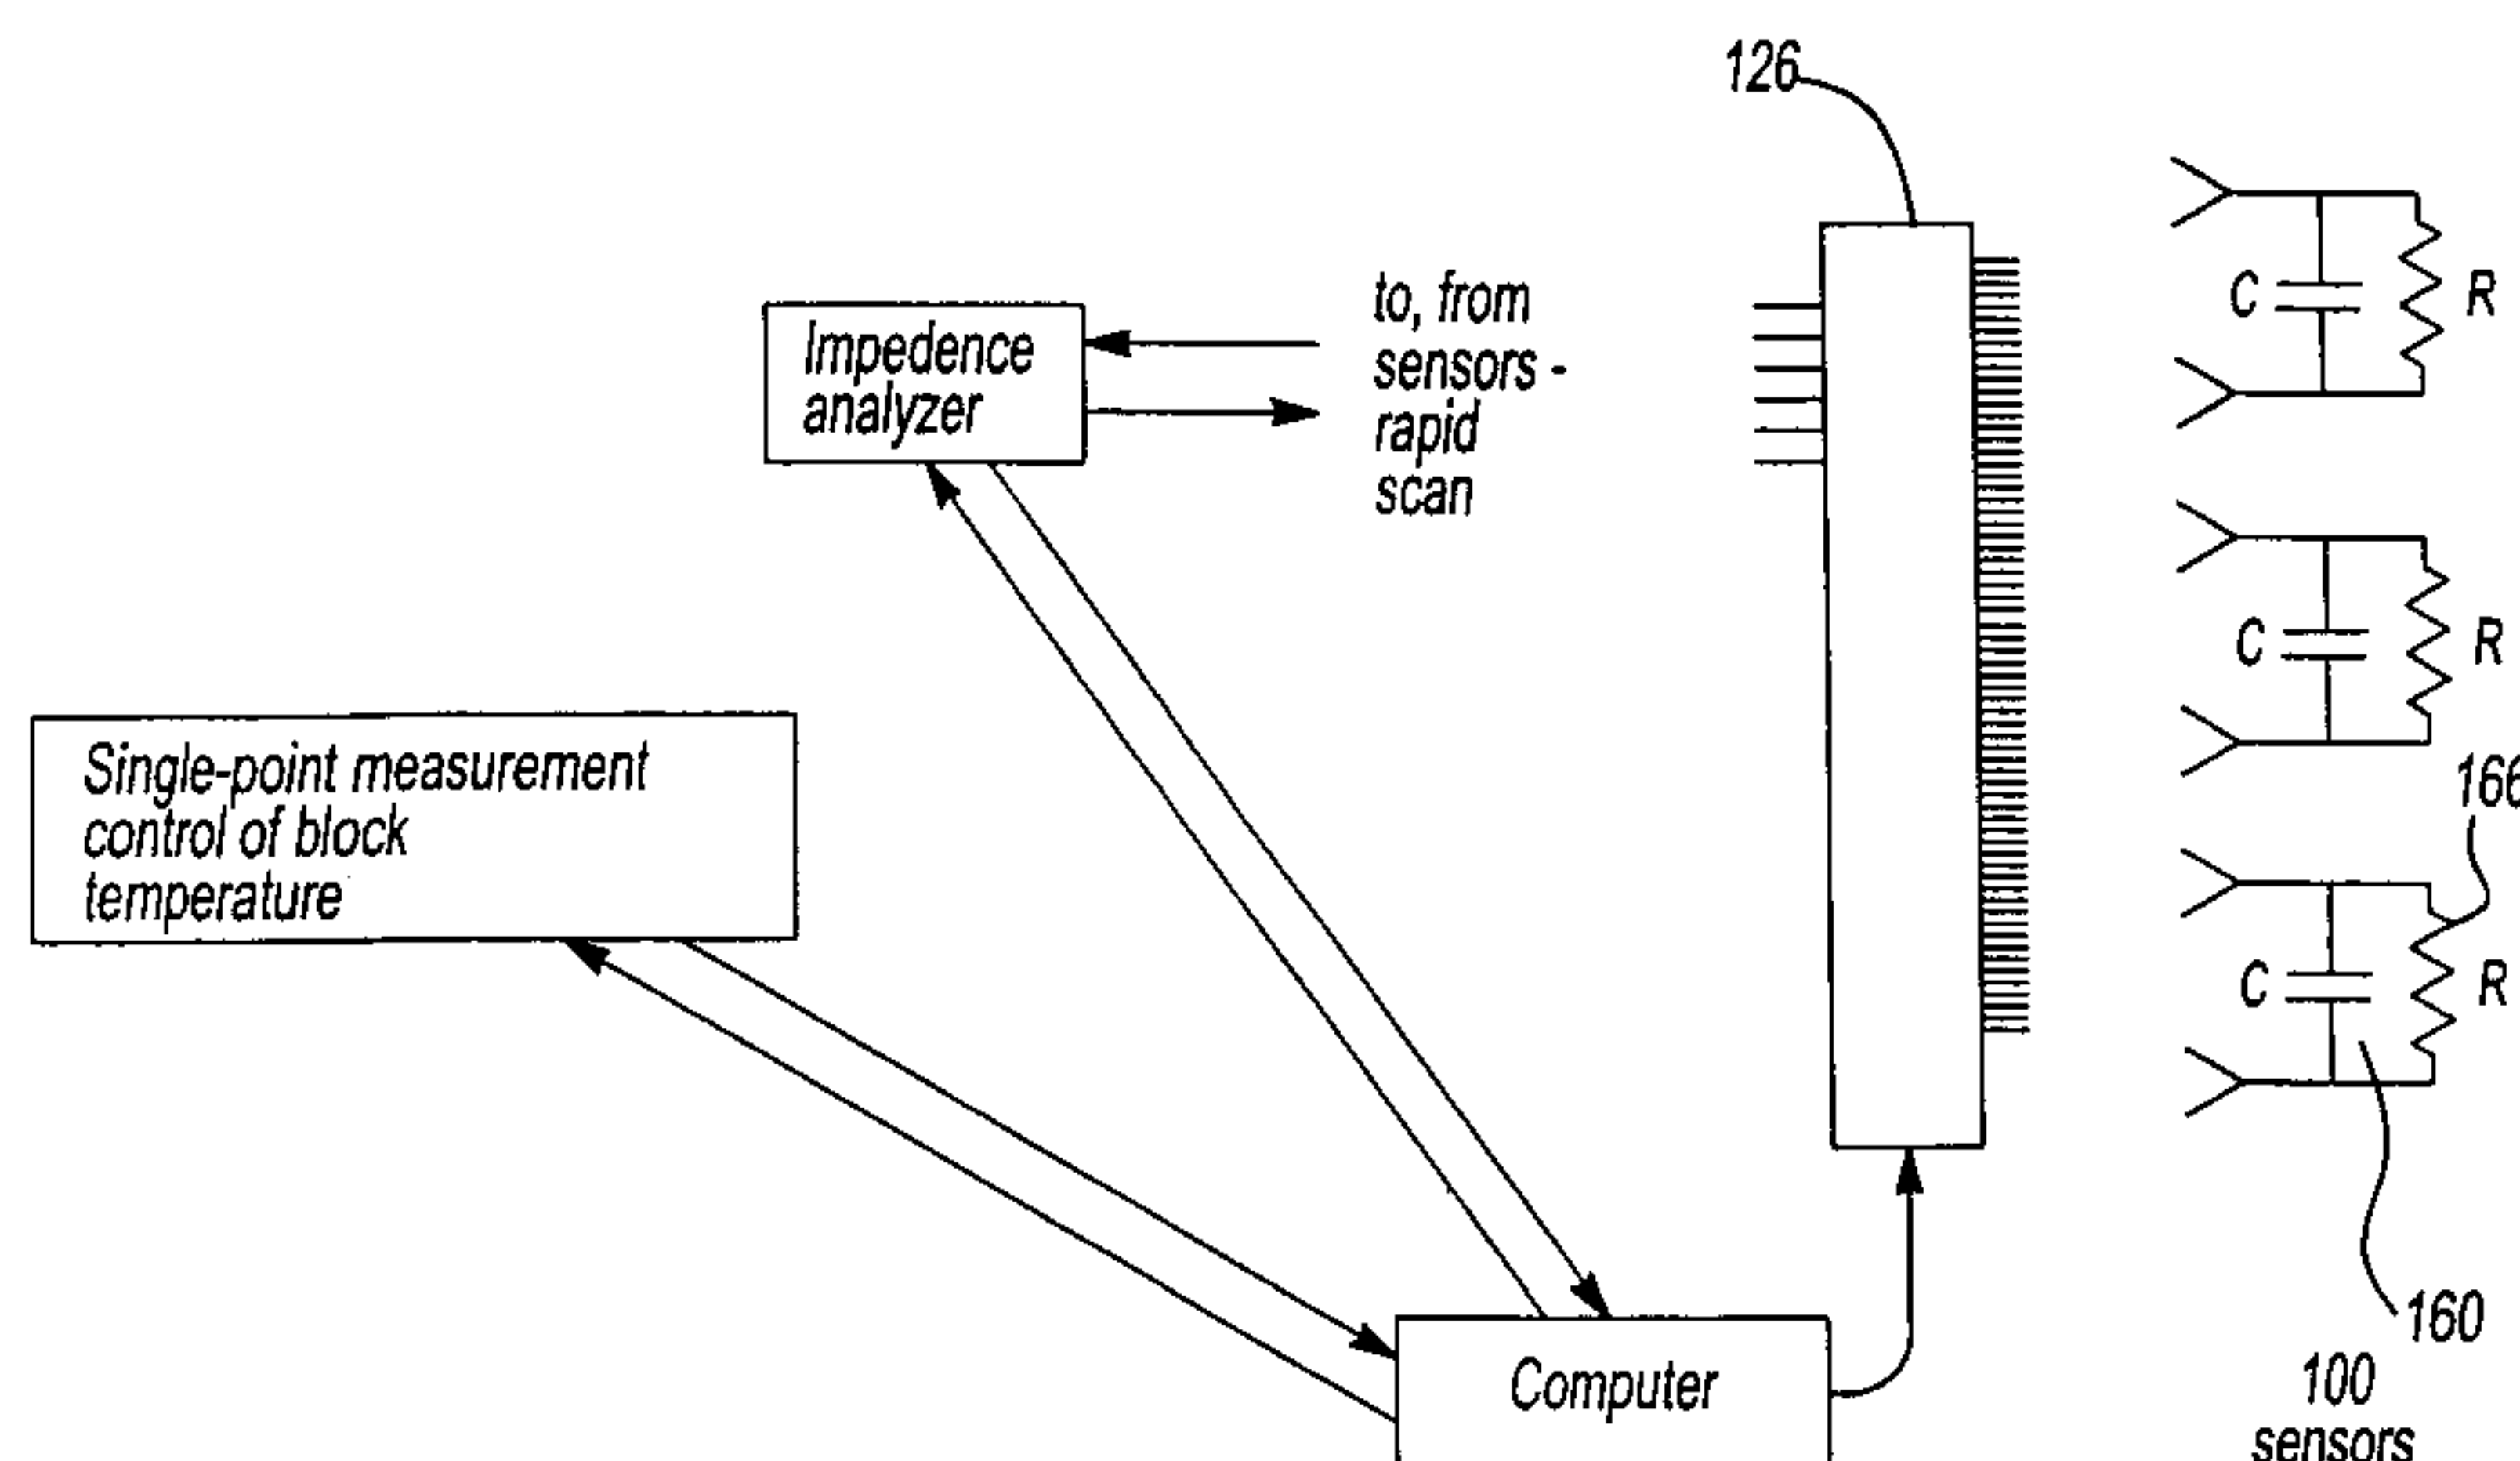 126
Impedence
analyzer
to, from
sensors -
rapid
scan
C
R
C
R
Single-point measurement
control of block
temperature
166
C
R
160
100
sensors
Computer